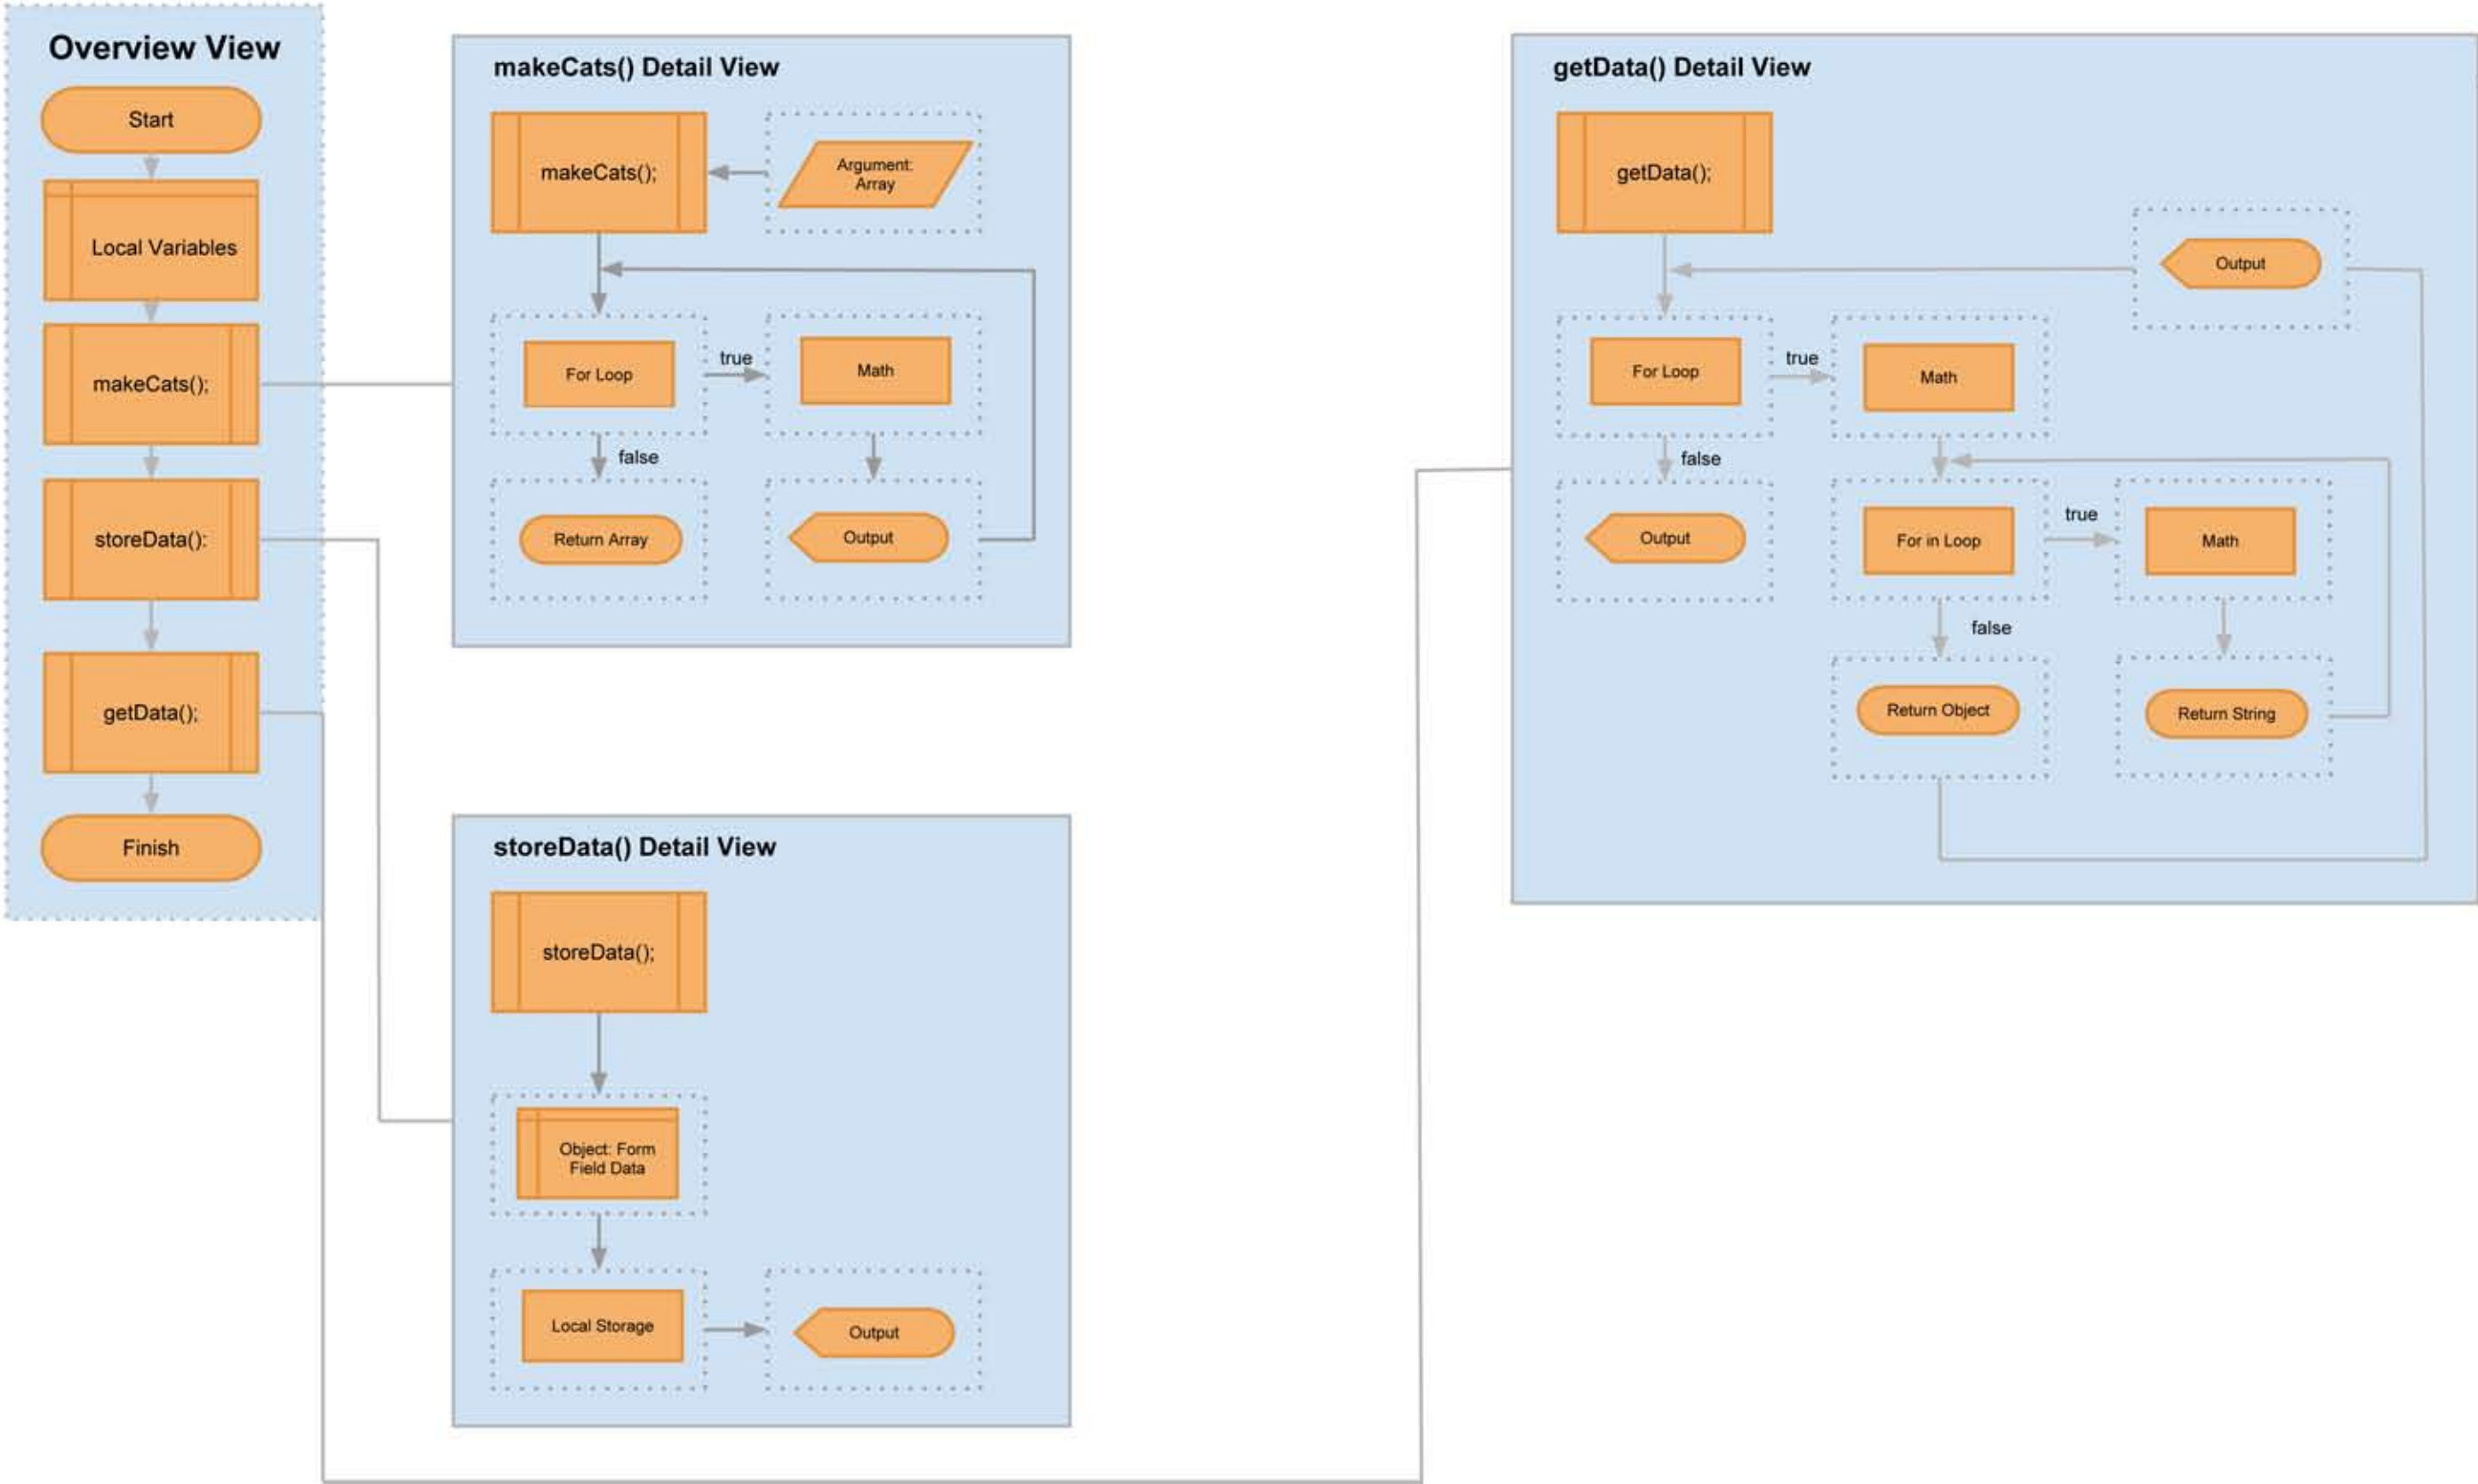 Overview View
Start
Local Variables
makeCats();
storeData():
getData();
Finish
makeCats() Detail View
makeCats();
Argument:
Array
For Loop
true
Math
false
Return Array
Output
storeData() Detail View
storeData();
Object: Form
Field Data
Local Storage
Output
getData() Detail View
getData();
Output
For Loop
true
Math
false
Output
For in Loop
true
Math
false
Return Object
Return String